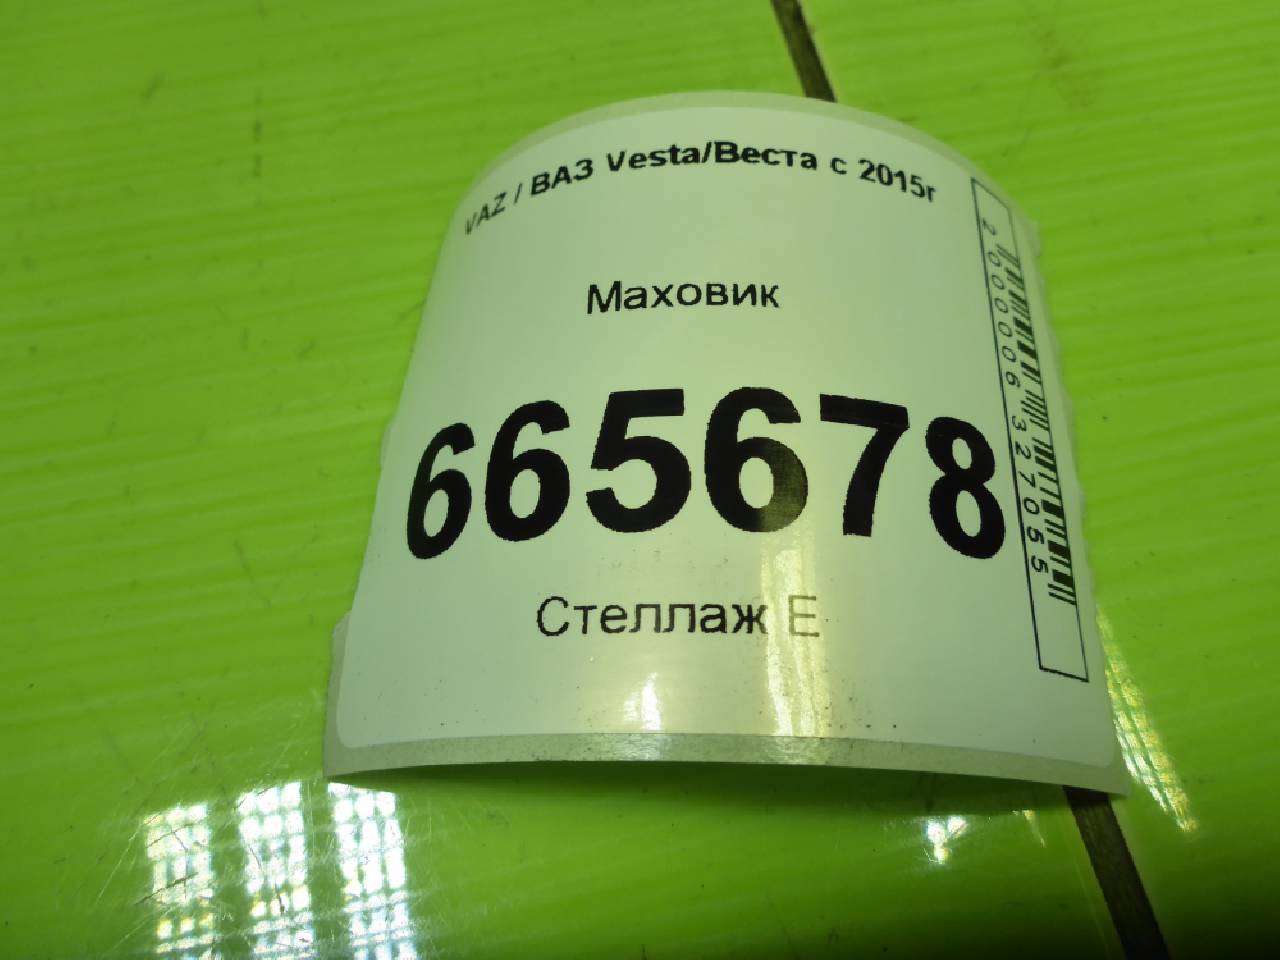 VAZ / ВАЗ Vesta/Веста с 2015г
Маховик
665678
Стеллаж Е
2000006327055